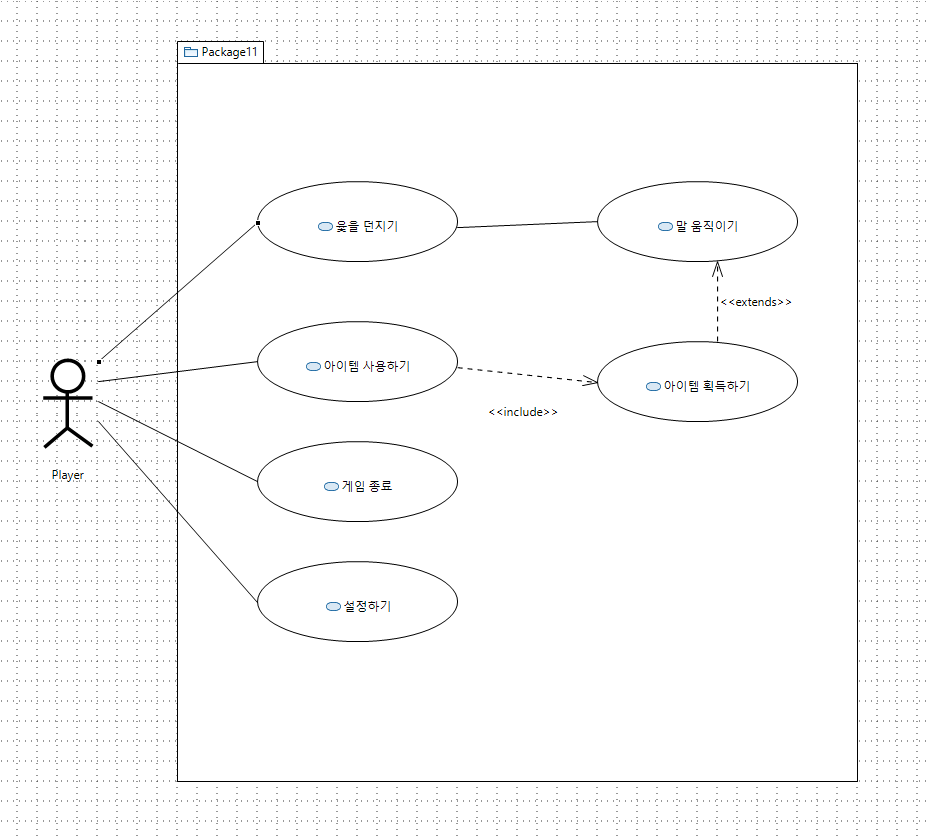 Package11
윷을 던지기
말 움직이기
<<extends>>
아이템 사용하기
아이템 획득하기
<<include>>
Player
게임 종료
설정하기